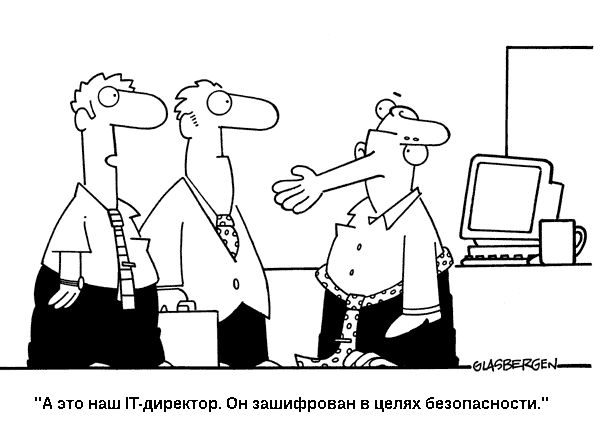 GLASBERGEN
"А это наш IT-директор. Он зашифрован в целях безопасности."